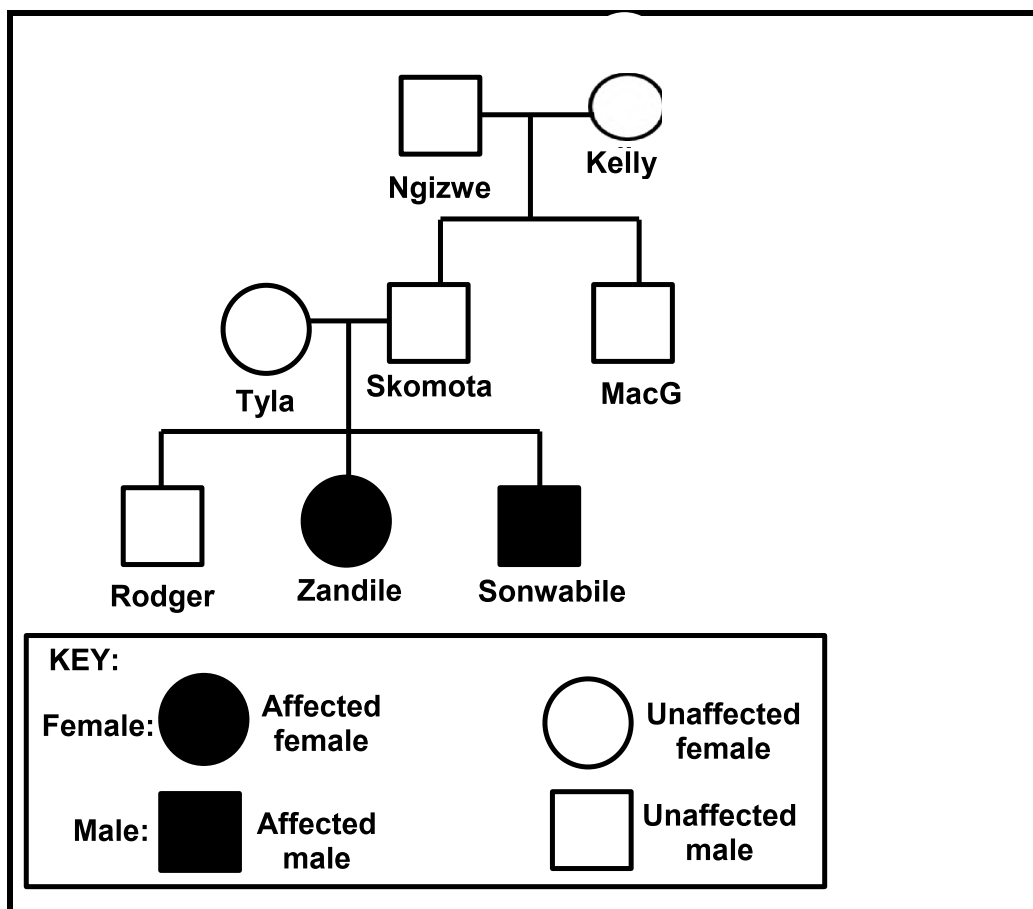 Ngizwe
Kelly
Tyla
Skomota
MacG
Rodger
Zandile
Sonwabile
KEY:
Female:
Affected
female
Unaffected
female
Male:
Affected
male
Unaffected
male